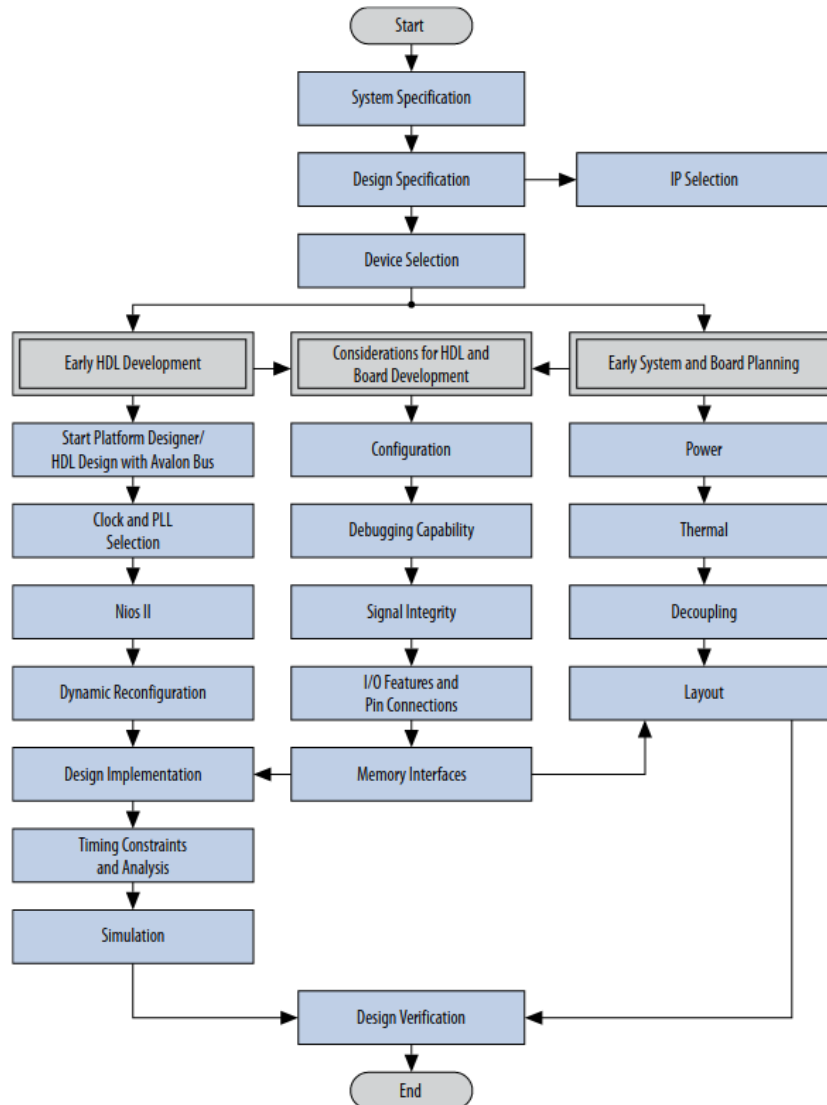 Start
System Specification
Design Specification
IP Selection
Device Selection
Early HDL Development
Considerations for HDL and
Board Development
Early System and Board Planning
Start Platform Designer/
HDL Design with Avalon Bus
Configuration
Power
Clock and PLL
Selection
Debugging Capability
Thermal
Nios II
Signal Integrity
Decoupling
Dynamic Reconfiguration
I/O Features and
Pin Connections
Layout
Design Implementation
Memory Interfaces
Timing Constraints
and Analysis
Simulation
Design Verification
End